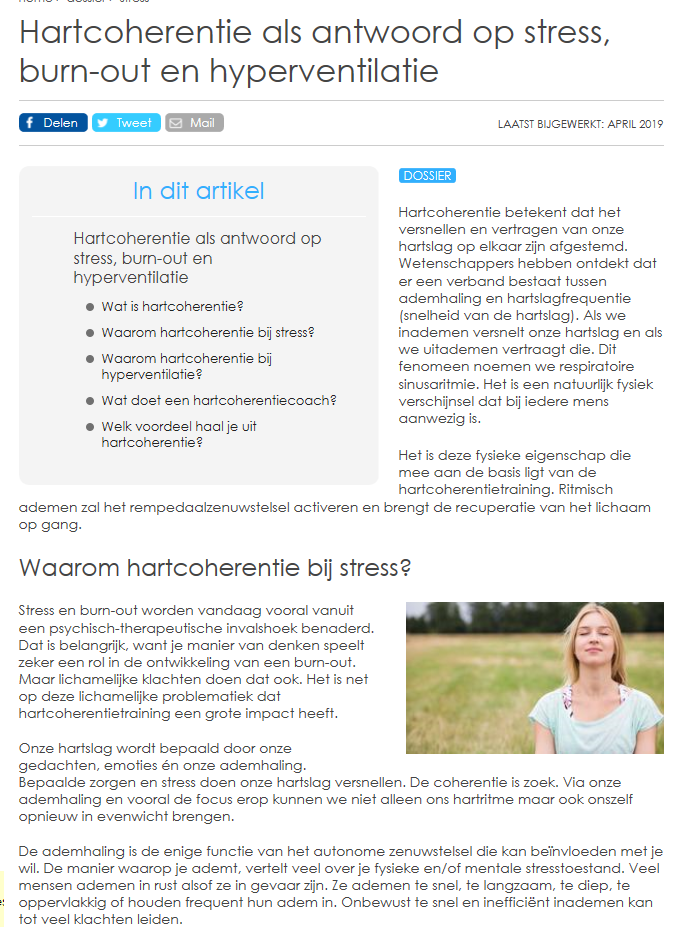 Hartcoherentie als antwoord op stress,
burn-out en hyperventilatie
Delen
Tweet
Mail
LAATST BIJGEWERKT: APRIL 2019
In dit artikel
Hartcoherentie als antwoord op
stress, burn-out en
hyperventilatie
Wat is hartcoherentie?
Waarom hartcoherentie bij stress?
Waarom hartcoherentie bij
hyperventilatie?
Wat doet een hartcoherentiecoach?
Welk voordeel haal je uit
hartcoherentie?
DOSSIER
Hartcoherentie betekent dat het
versnellen en vertragen van onze
hartslag op elkaar zijn afgestemd.
Wetenschappers hebben ontdekt dat
er een verband bestaat tussen
ademhaling en hartslagfrequentie
(snelheid van de hartslag). Als we
inademen versnelt onze hartslag en als
we uitademen vertraagt die. Dit
fenomeen noemen we respiratoire
sinusaritmie. Het is een natuurlijk fysiek
verschijnsel dat bij iedere mens
aanwezig is.
Het is deze fysieke eigenschap die
mee aan de basis ligt van de
hartcoherentietraining. Ritmisch
ademen zal het rempedaalzenuwstelsel activeren en brengt de recuperatie van het lichaam
op gang.
Waarom hartcoherentie bij stress?
Stress en burn-out worden vandaag vooral vanuit
een psychisch-therapeutische invalshoek benaderd.
Dat is belangrijk, want je manier van denken speelt
zeker een rol in de ontwikkeling van een burn-out.
Maar lichamelijke klachten doen dat ook. Het is net
op deze lichamelijke problematiek dat
hartcoherentietraining een grote impact heeft.
Onze hartslag wordt bepaald door onze
gedachten, emoties én onze ademhaling.
Bepaalde zorgen en stress doen onze hartslag versnellen. De coherentie is zoek. Via onze
ademhaling en vooral de focus erop kunnen we niet alleen ons hartritme maar ook onszelf
opnieuw in evenwicht brengen.
De ademhaling is de enige functie van het autonome zenuwstelsel die kan beïnvloeden met je
wil. De manier waarop je ademt, vertelt veel over je fysieke en/of mentale stresstoestand. Veel
mensen ademen in rust alsof ze in gevaar zijn. Ze ademen te snel, te langzaam, te diep, te
oppervlakkig of houden frequent hun adem in. Onbewust te snel en inefficiënt inademen kan
tot veel klachten leiden.